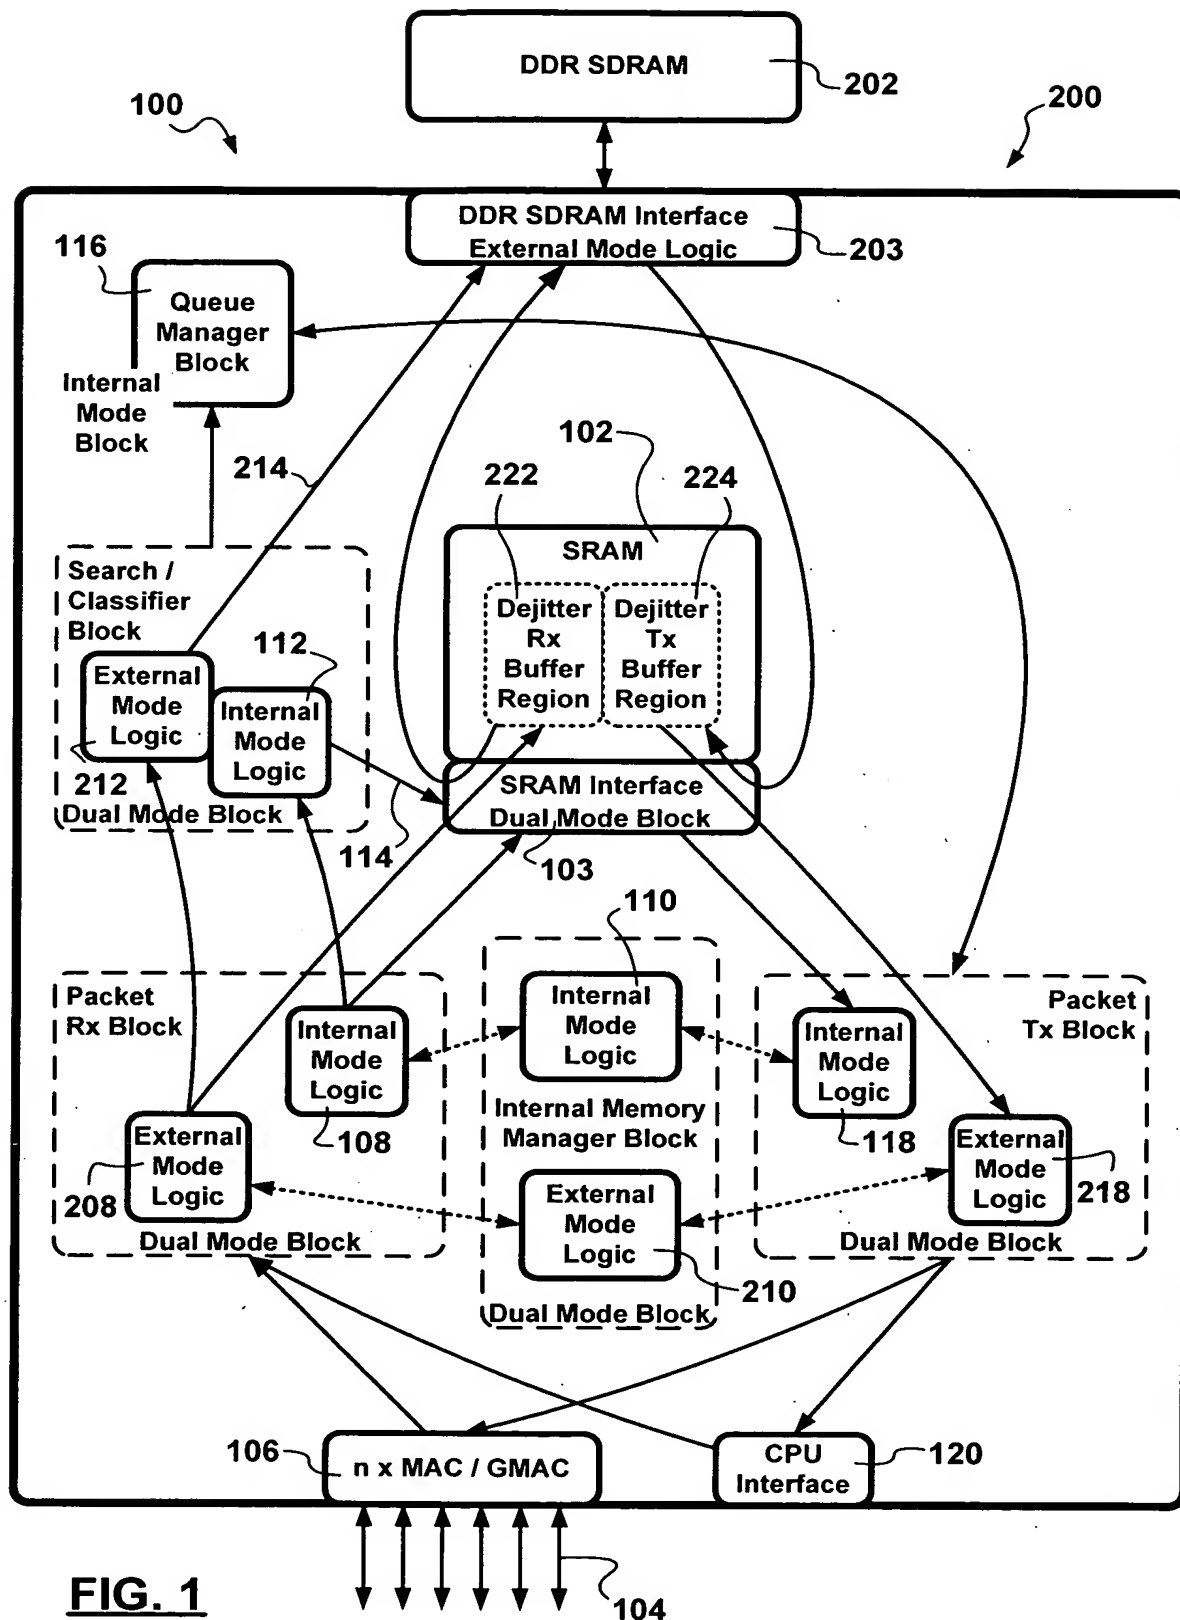 DDR SDRAM
202
100
200
DDR SDRAM Interface
External Mode Logic
203
116
Queue
Manager
Block
Internal
Mode
Block
214
102
222
224
SRAM
Dejitter
Rx
Buffer
Region
Dejitter
Tx
Buffer
Region
Search /
Classifier
Block
112
External
Mode
Logic
Internal
Mode
Logic
212
Dual Mode Block
SRAM Interface
Dual Mode Block
114
103
110
Packet
Rx Block
Internal
Mode
Logic
108
External
Mode
Logic
208
Dual Mode Block
Internal
Mode
Logic
Internal Memory
Manager Block
External
Mode
Logic
210
Dual Mode Block
Packet
Tx Block
Internal
Mode
Logic
118
External
Mode
Logic
218
Dual Mode Block
106
n x MAC / GMAC
CPU
Interface
120
104
FIG. 1